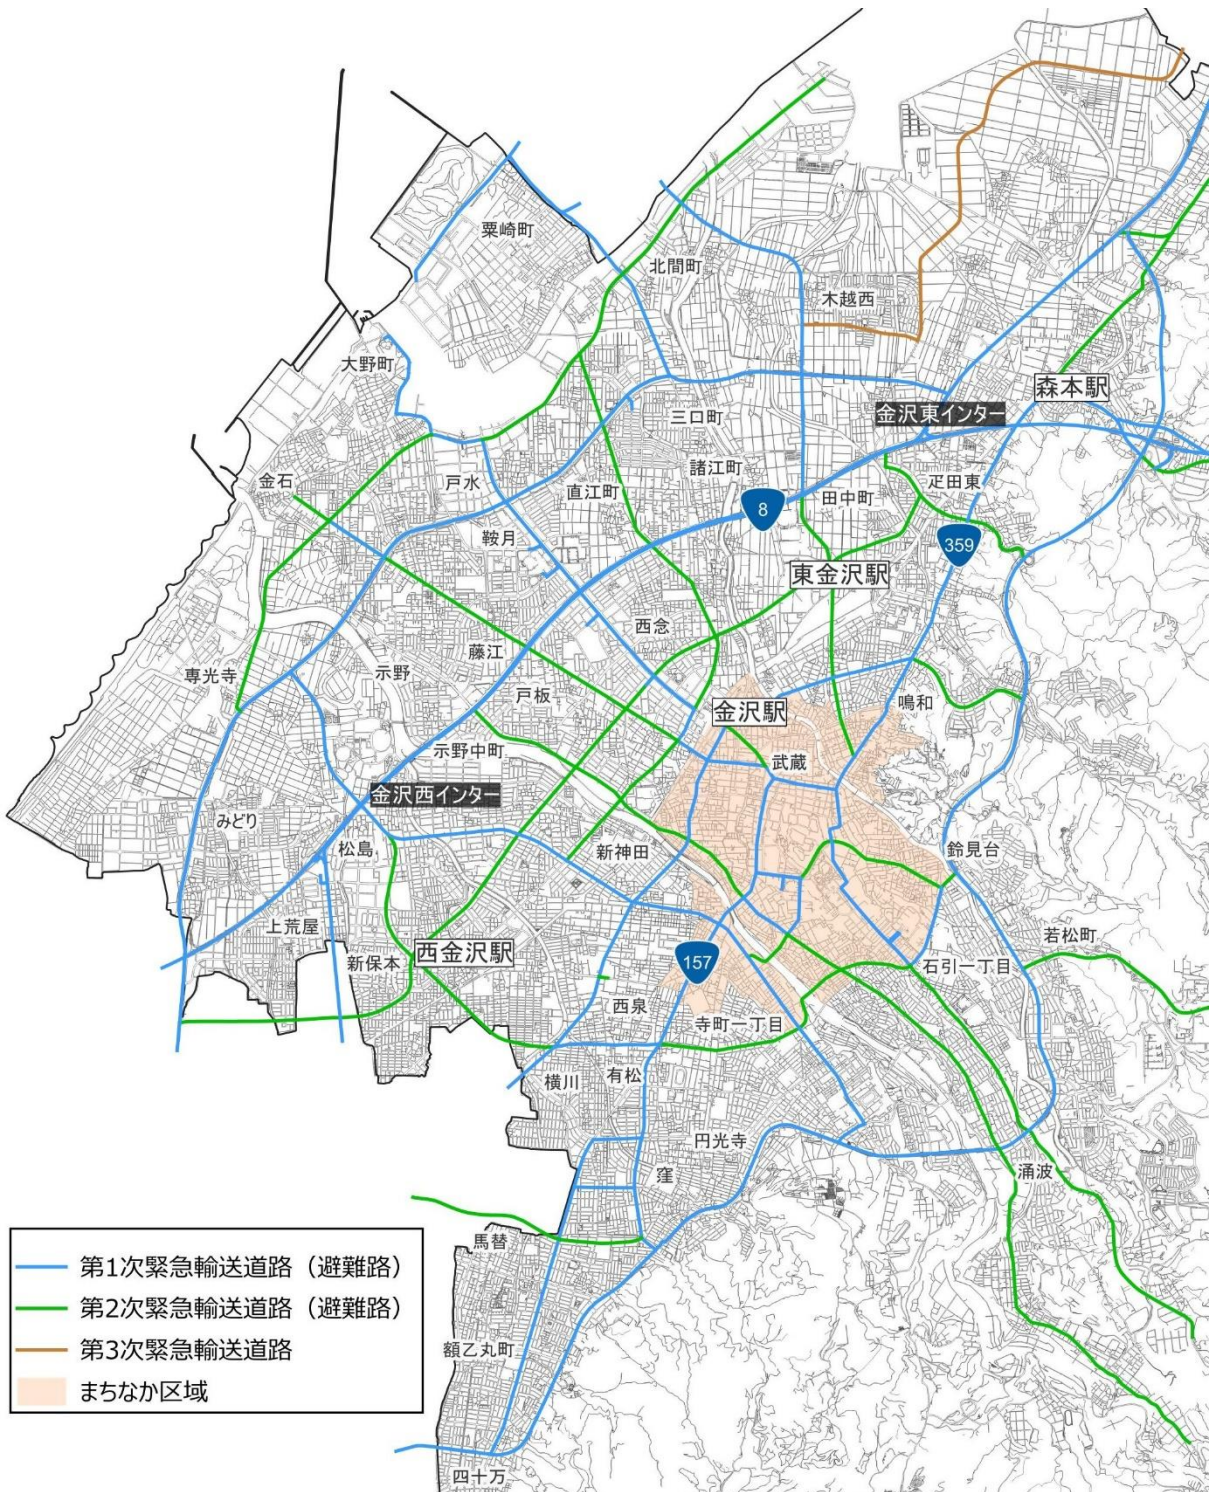 粟崎町
北間町
木越西
大野町
森本駅
金沢東インター
三口町
金石
戸水
直江町
諸江町
田中町
疋田東
8
鞍月
359
東金沢駅
西念
藤江
専光寺
示野
戸板
鳴和
金沢駅
示野中町
武蔵
金沢西インター
みどり
松島
新神田
鈴見台
上荒屋
若松町
新保本
西金沢駅
157
石引一丁目
西泉
寺町一丁目
横川
有松
円光寺
窪
涌波
馬替
第1次緊急輸送道路（避難路）
第2次緊急輸送道路（避難路）
第3次緊急輸送道路
まちなか区域
額乙丸町
四十万